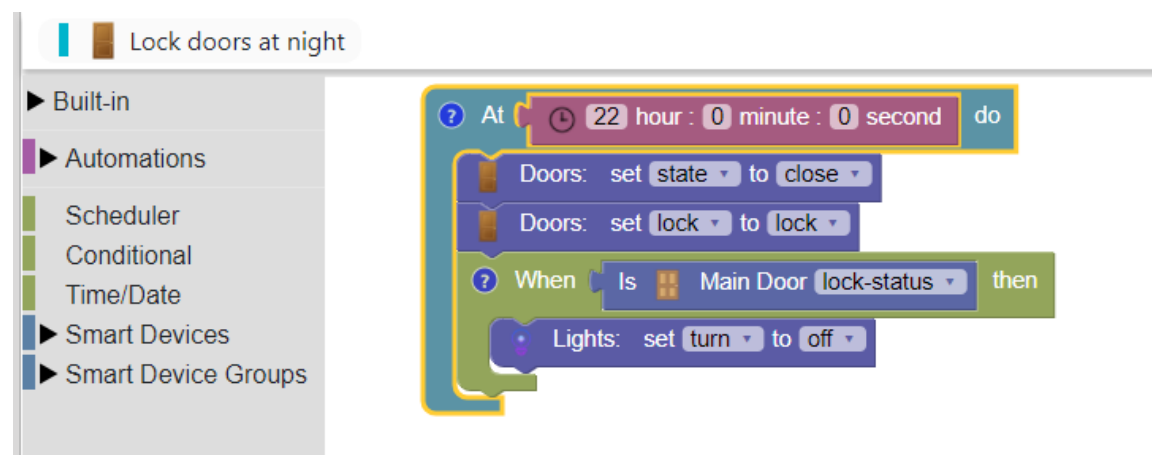 Lock doors at night
Built-in
Automations
Scheduler
Conditional
Time/Date
Smart Devices
Smart Device Groups
? At 22 hour : 0 minute : 0 second do
Doors: set state to close
Doors: set lock to lock
? When Is Main Door lock-status then
Lights: set turn to off